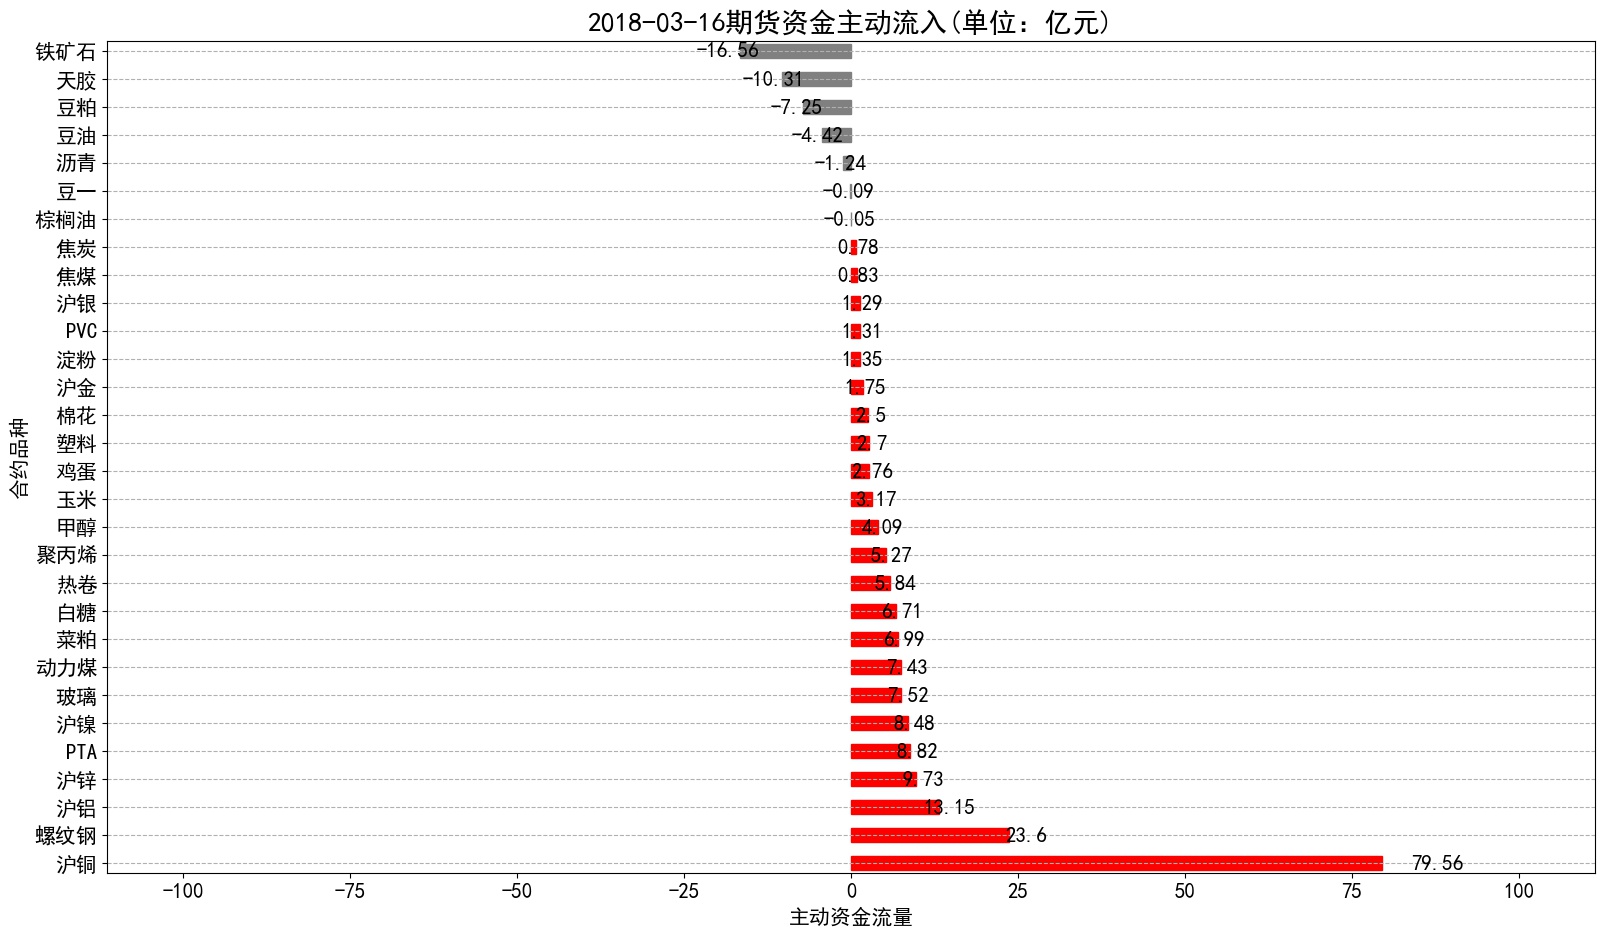 2018-03-16期货资金主动流入(单位：亿元)
铁矿石 -16.56
天胶 -10.31
豆粕 -7.25
豆油 -4.42
沥青 -1.24
豆一 -0.09
棕榈油 -0.05
焦炭 0.78
焦煤 0.83
沪银 1.29
PVC 1.31
淀粉 1.35
沪金 1.75
棉花 2.5
塑料 2.7
鸡蛋 2.76
玉米 3.17
甲醇 4.09
聚丙烯 5.27
热卷 5.84
白糖 6.71
菜粕 6.99
动力煤 7.43
玻璃 7.52
沪镍 8.48
PTA 8.82
沪锌 9.73
沪铝 13.15
螺纹钢 23.6
沪铜 79.56
合约品种
-100 -75 -50 -25 0 25 50 75 100
主动资金流量